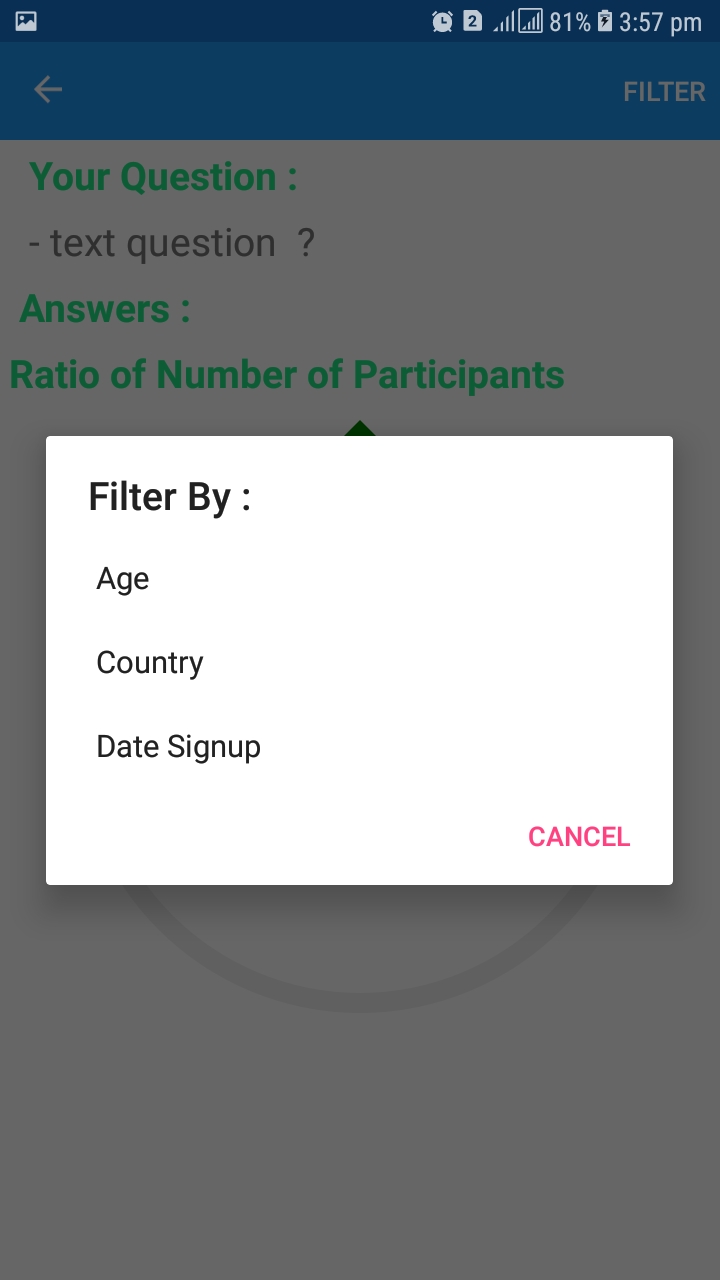 2 81% 3:57 pm
FILTER
Your Question :
- text question  ?
Answers :
Ratio of Number of Participants
Filter By :
Age
Country
Date Signup
CANCEL